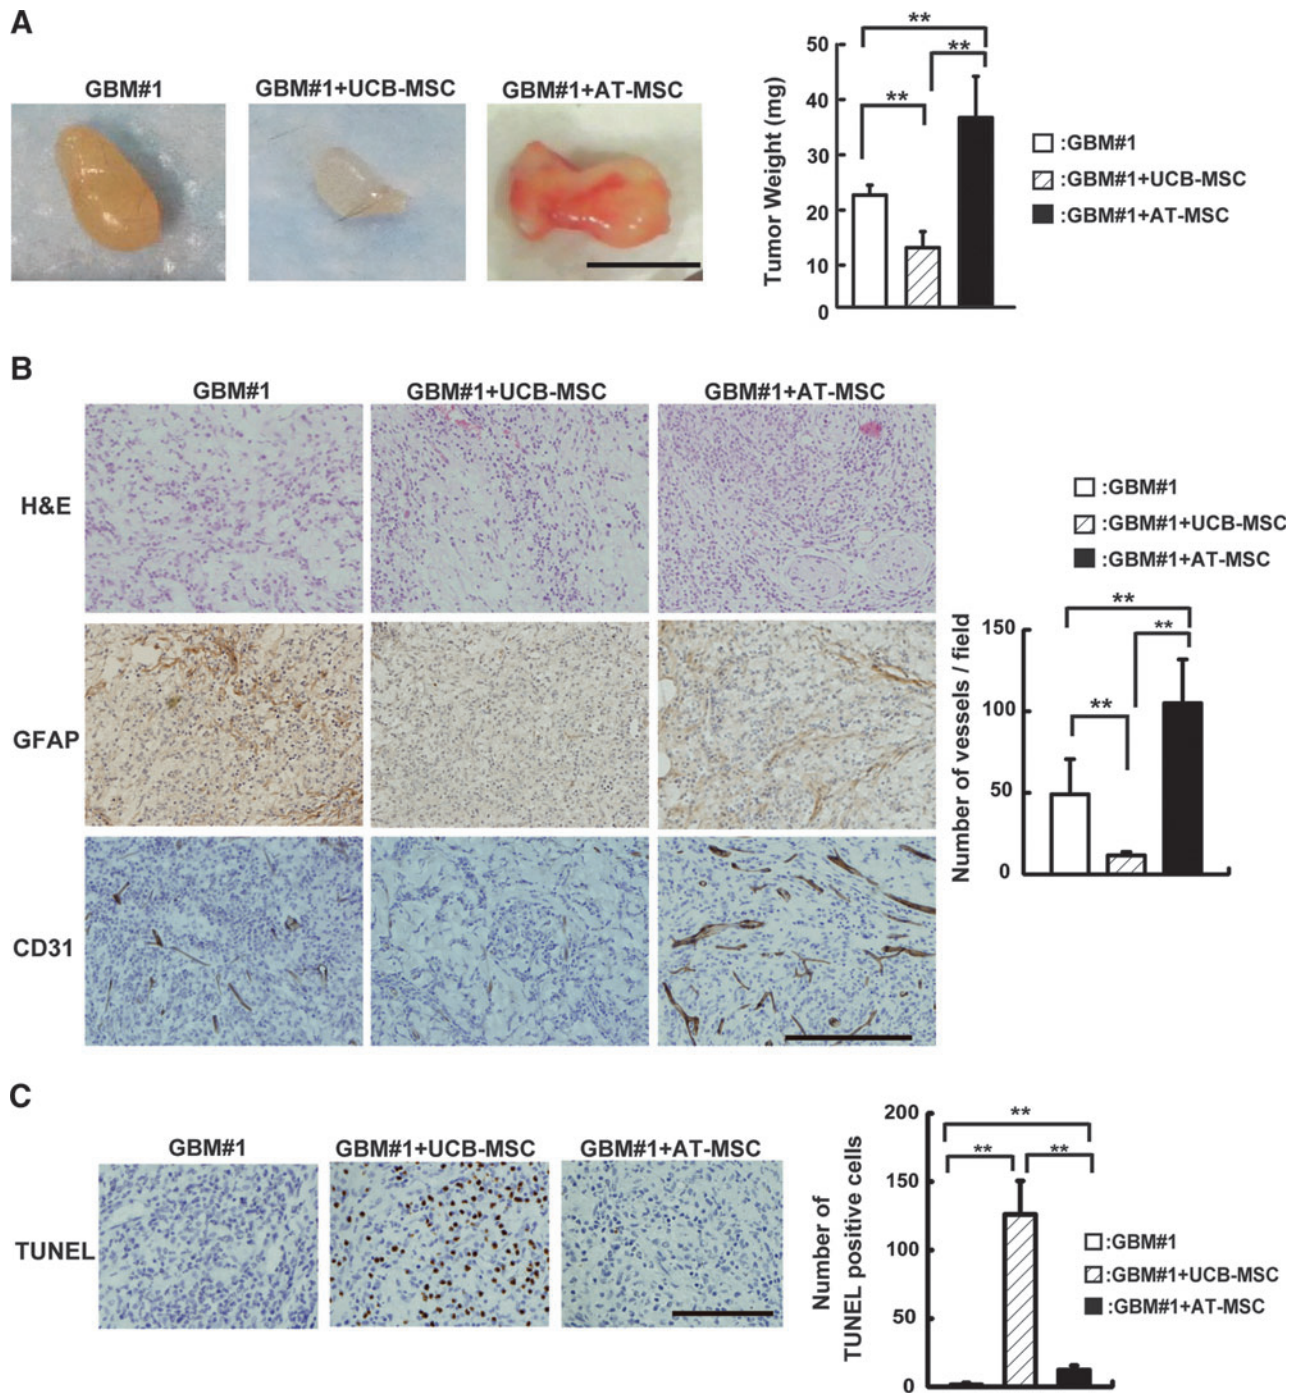 A
GBM#1
GBM#1+UCB-MSC
GBM#1+AT-MSC
Tumor Weight (mg)
50
40
30
20
10
0
**
**
**
:GBM#1
:GBM#1+UCB-MSC
:GBM#1+AT-MSC
B
GBM#1
GBM#1+UCB-MSC
GBM#1+AT-MSC
H&E
GFAP
CD31
:GBM#1
:GBM#1+UCB-MSC
:GBM#1+AT-MSC
Number of vessels / field
150
100
50
0
**
**
**
C
GBM#1
GBM#1+UCB-MSC
GBM#1+AT-MSC
TUNEL
Number of
TUNEL positive cells
200
150
100
50
0
**
**
**
:GBM#1
:GBM#1+UCB-MSC
:GBM#1+AT-MSC